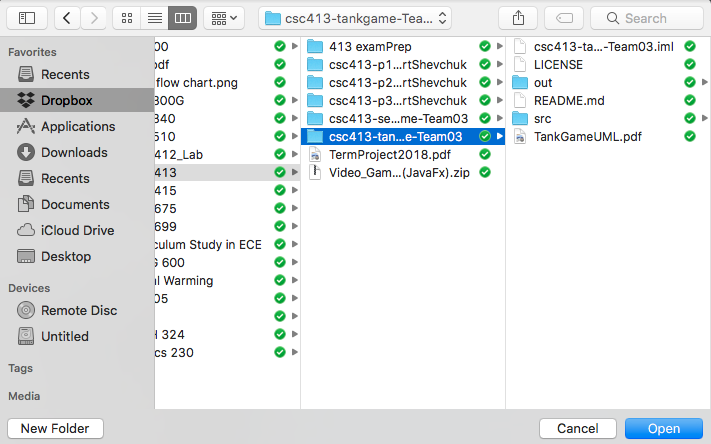 csc413-tankgame-Tea...
Search
Favorites
Recents
Dropbox
Applications
Downloads
Recents
Documents
iCloud Drive
Desktop
Devices
Remote Disc
Untitled
Tags
Media
00
pdf
flow chart.png
300G
340
510
412_Lab
413
415
675
699
culum Study in ECE
G 600
al Warming
05
H 324
cs 230
413 examPrep
csc413-p1...rtShevchuk
csc413-p2...rtShevchuk
csc413-p3...rtShevchuk
csc413-se...me-Team03
csc413-tan...e-Team03
TermProject2018.pdf
Video_Gam...(JavaFx).zip
csc413-ta...-Team03.iml
LICENSE
out
README.md
src
TankGameUML.pdf
New Folder
Cancel
Open